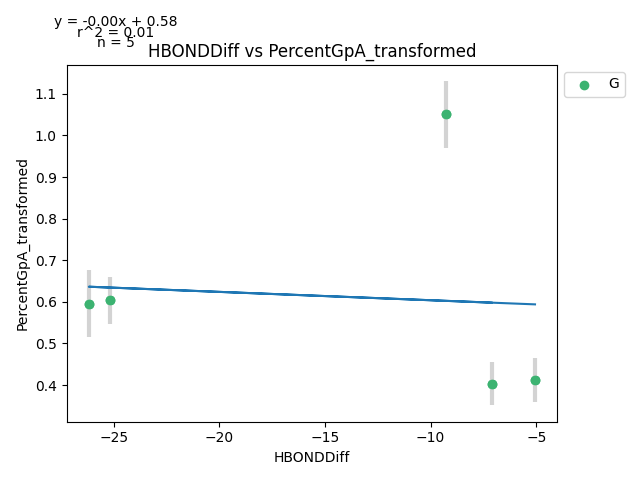 y = -0.00x + 0.58
r^2 = 0.01
n = 5
HBONDDiff vs PercentGpA_transformed
G
PercentGpA_transformed
1.1
1.0
0.9
0.8
0.7
0.6
0.5
0.4
−25
−20
−15
−10
−5
HBONDDiff